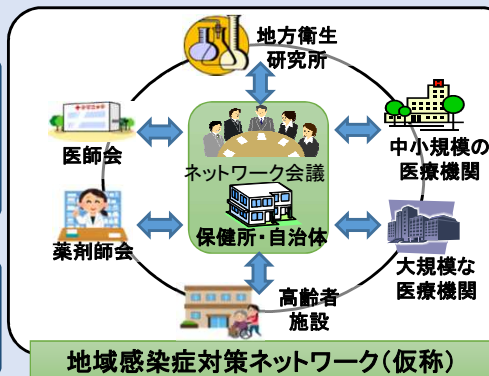 地方衛生
研究所
医師会
中小規模の
医療機関
ネットワーク会議
薬剤師会
保健所・自治体
大規模な
医療機関
高齢者
施設
地域感染症対策ネットワーク(仮称)